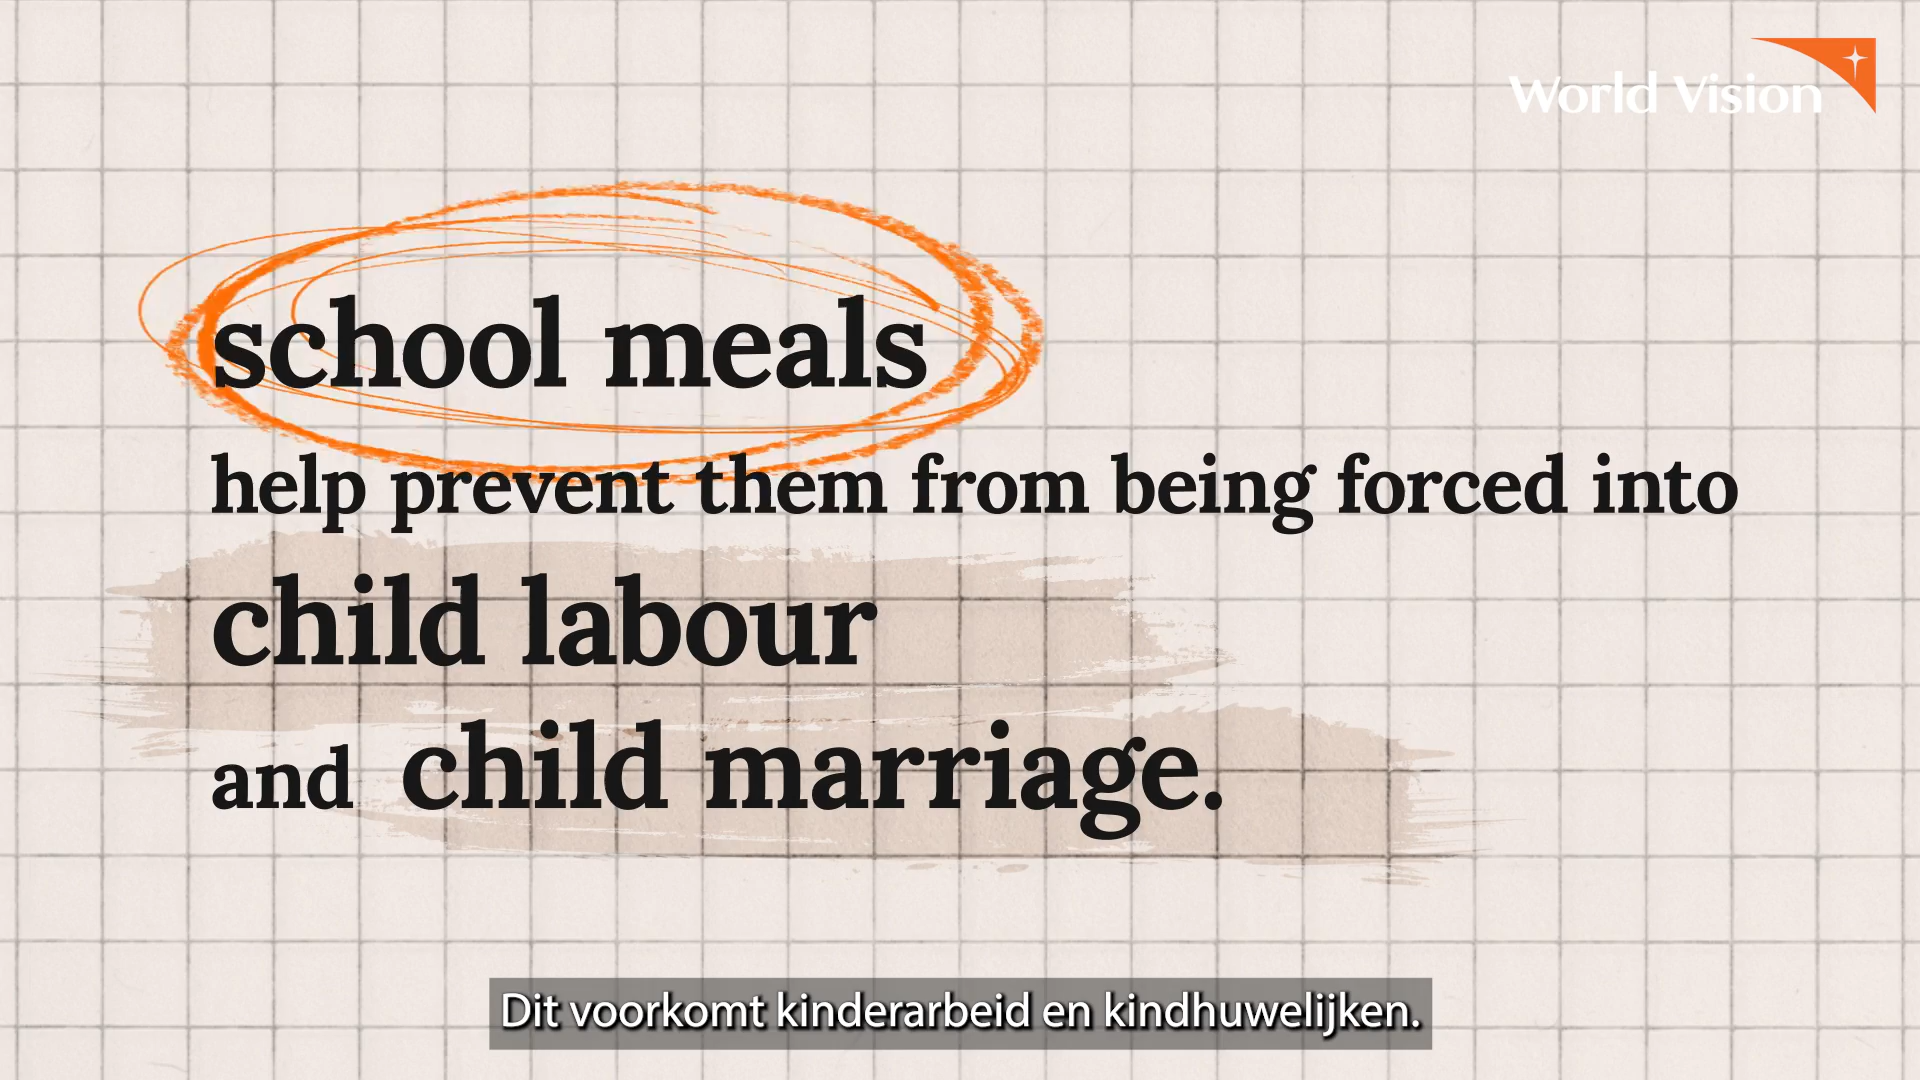 World Vision
school meals
help prevent them from being forced into
child labour
and child marriage.
Dit voorkomt kinderarbeid en kindhuwelijken.